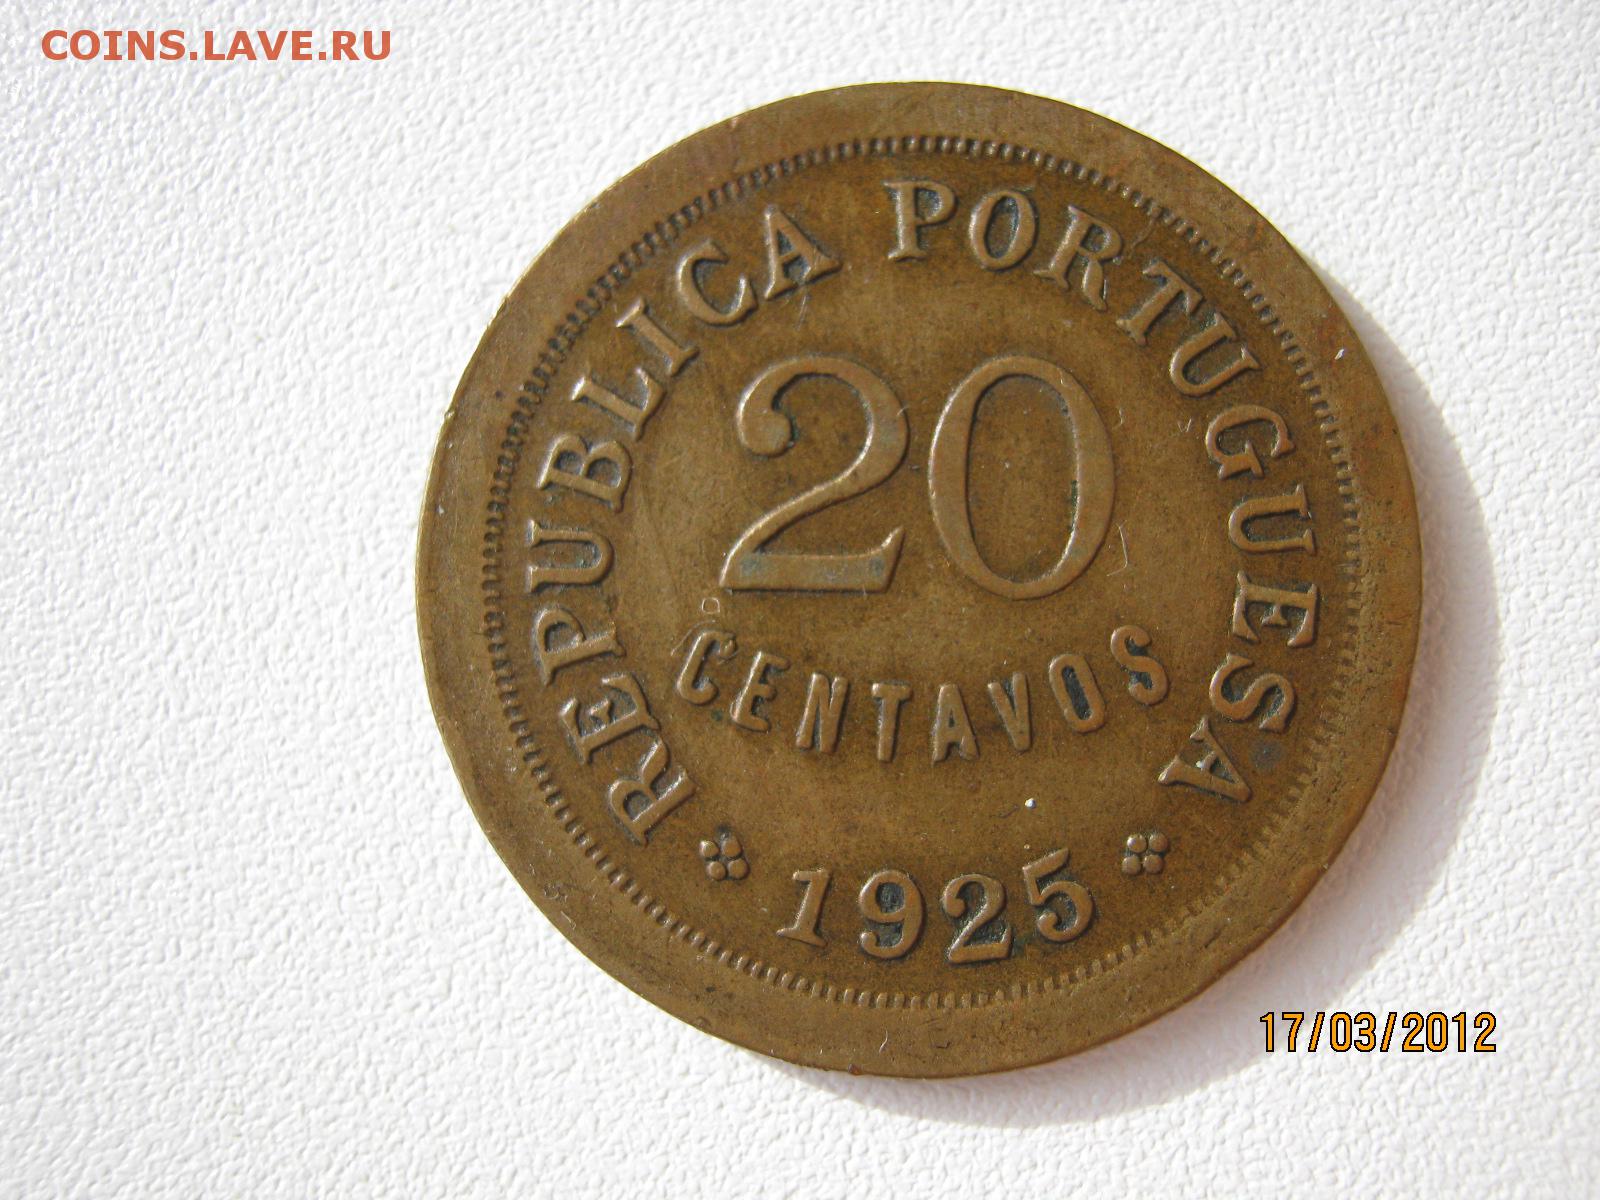 COINS.LAVE.RU
REPUBLICA PORTUGUESA
20
CENTAVOS
1925
17/03/2012